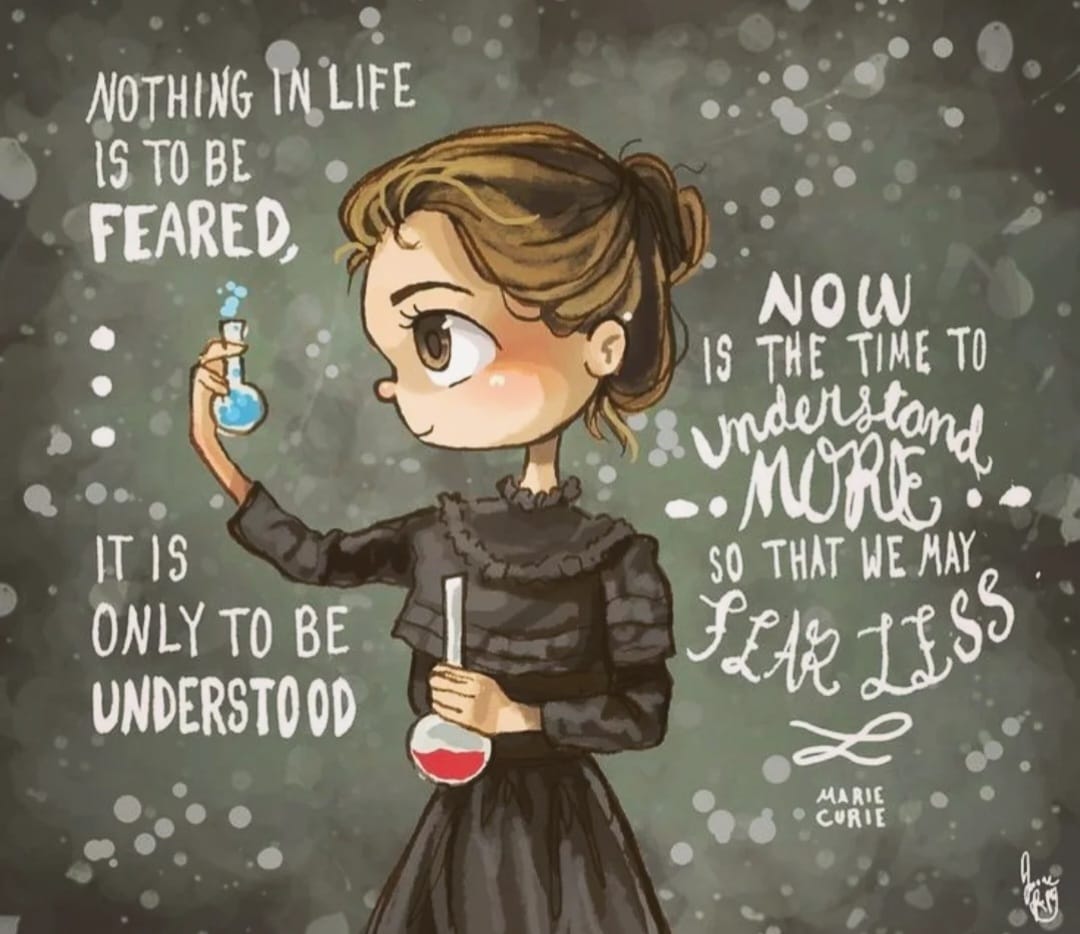 NOTHING IN LIFE
IS TO BE
FEARED,
IT IS
ONLY TO BE
UNDERSTOOD
NOW
IS THE TIME TO
understand
MORE
SO THAT WE MAY
FEAR LESS
MARIE
CURIE